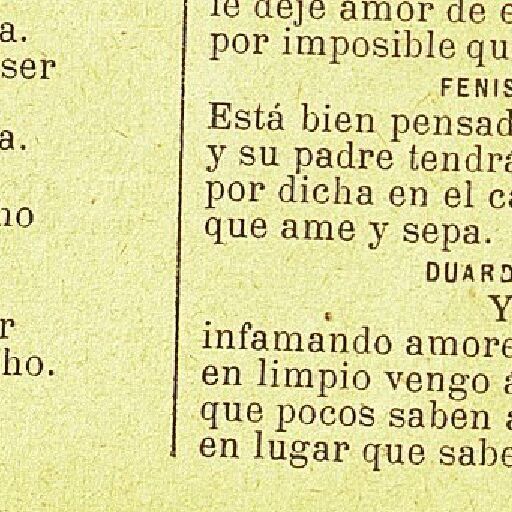 a.
ser
a.
no
r
ho.
le deje amor de e
por imposible qu
FENIS
Está bien pensad
y su padre tendrá
por dicha en el ca
que ame y sepa.
DUARD
Y
infamando amore
en limpio vengo á
que pocos saben a
en lugar que sabe